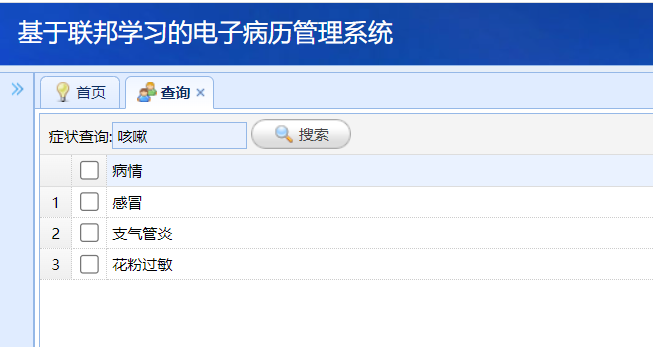 基于联邦学习的电子病历管理系统
首页 查询
症状查询: 咳嗽 搜索
病情
1 感冒
2 支气管炎
3 花粉过敏